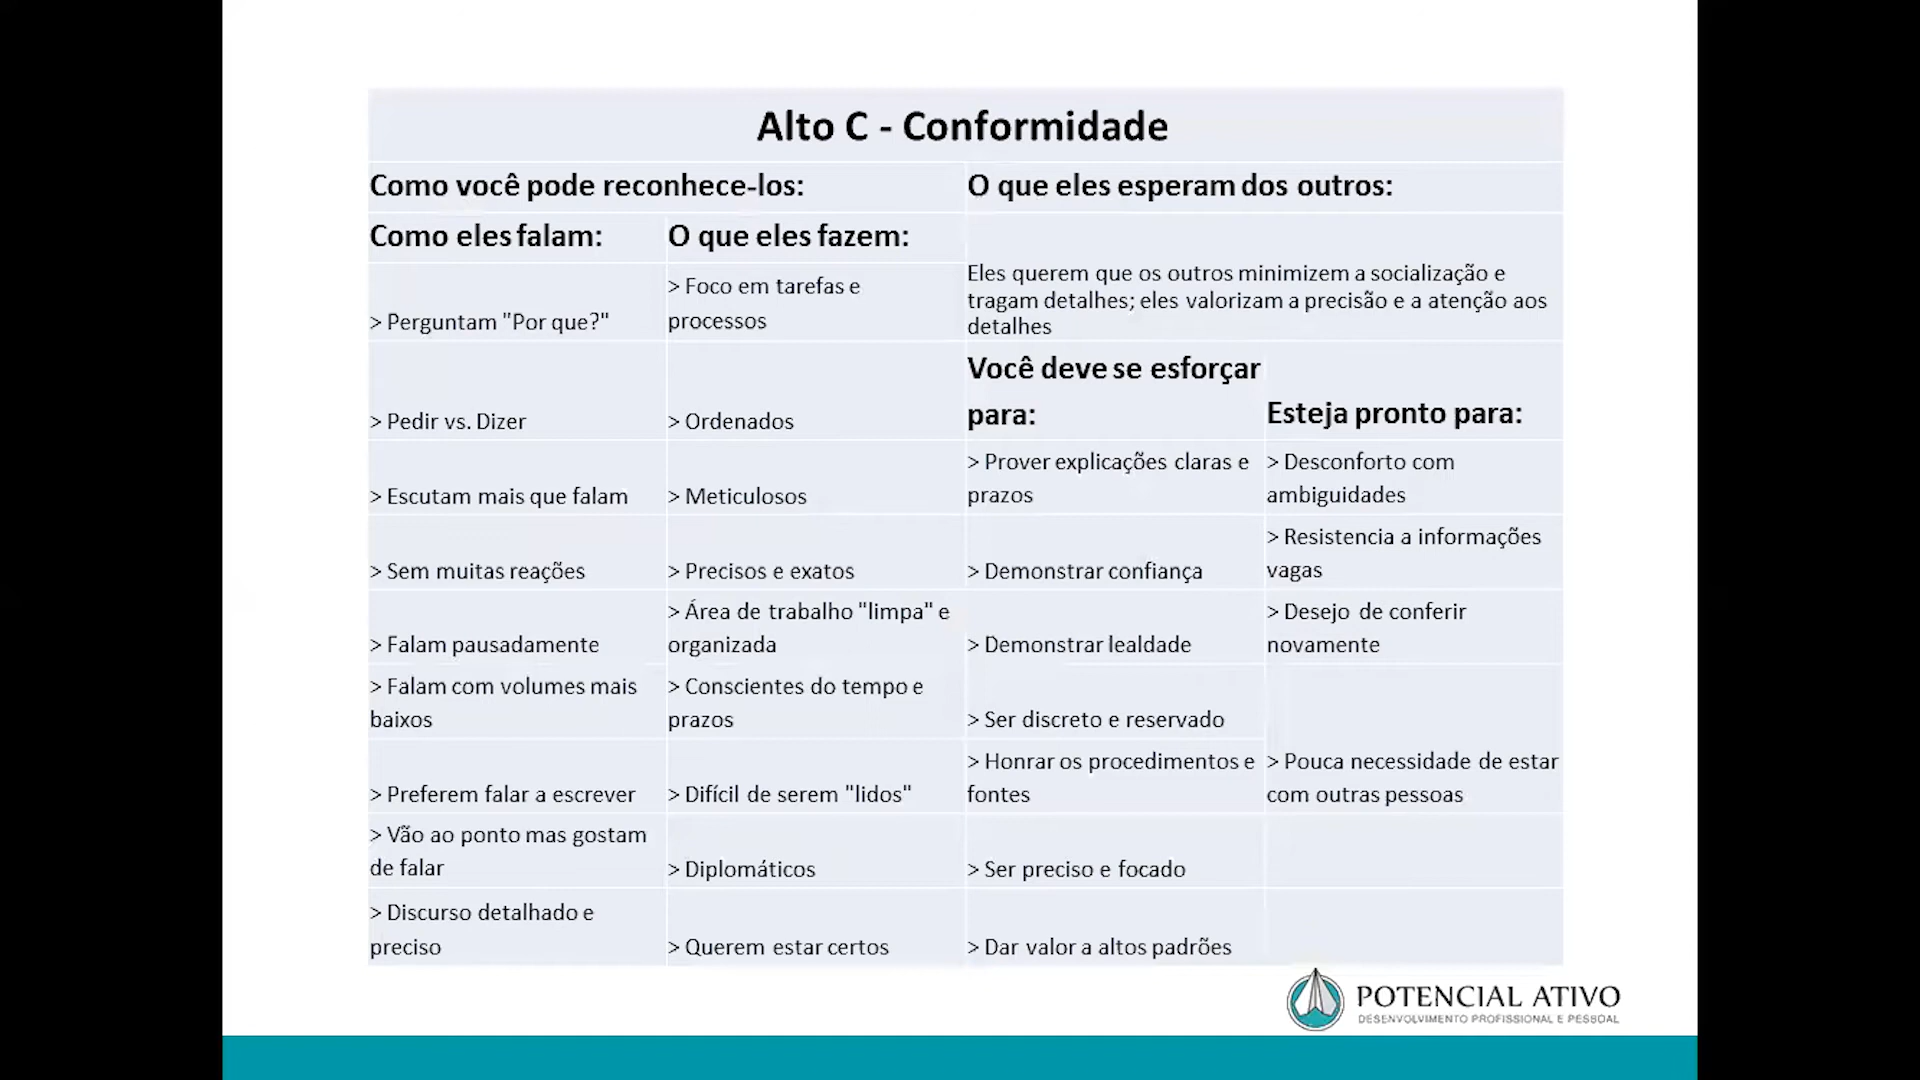 Alto C - Conformidade
Como você pode reconhece-los:
O que eles esperam dos outros:
Como eles falam:
O que eles fazem:
> Perguntam "Por que?"
> Foco em tarefas e
processos
Eles querem que os outros minimizem a socialização e
tragam detalhes; eles valorizam a precisão e a atenção aos
detalhes
> Pedir vs. Dizer
> Ordenados
Você deve se esforçar
para:
Esteja pronto para:
> Escutam mais que falam
> Meticulosos
> Prover explicações claras e
prazos
> Desconforto com
ambiguidades
> Sem muitas reações
> Precisos e exatos
> Demonstrar confiança
> Resistencia a informações
vagas
> Falam pausadamente
> Área de trabalho "limpa" e
organizada
> Demonstrar lealdade
> Desejo de conferir
novamente
> Falam com volumes mais
baixos
> Conscientes do tempo e
prazos
> Ser discreto e reservado
> Preferem falar a escrever
> Difícil de serem "lidos"
> Honrar os procedimentos e
fontes
> Pouca necessidade de estar
com outras pessoas
> Vão ao ponto mas gostam
de falar
> Diplomáticos
> Ser preciso e focado
> Discurso detalhado e
preciso
> Querem estar certos
> Dar valor a altos padrões
POTENCIAL ATIVO
DESENVOLVIMENTO PROFISSIONAL E PESSOAL